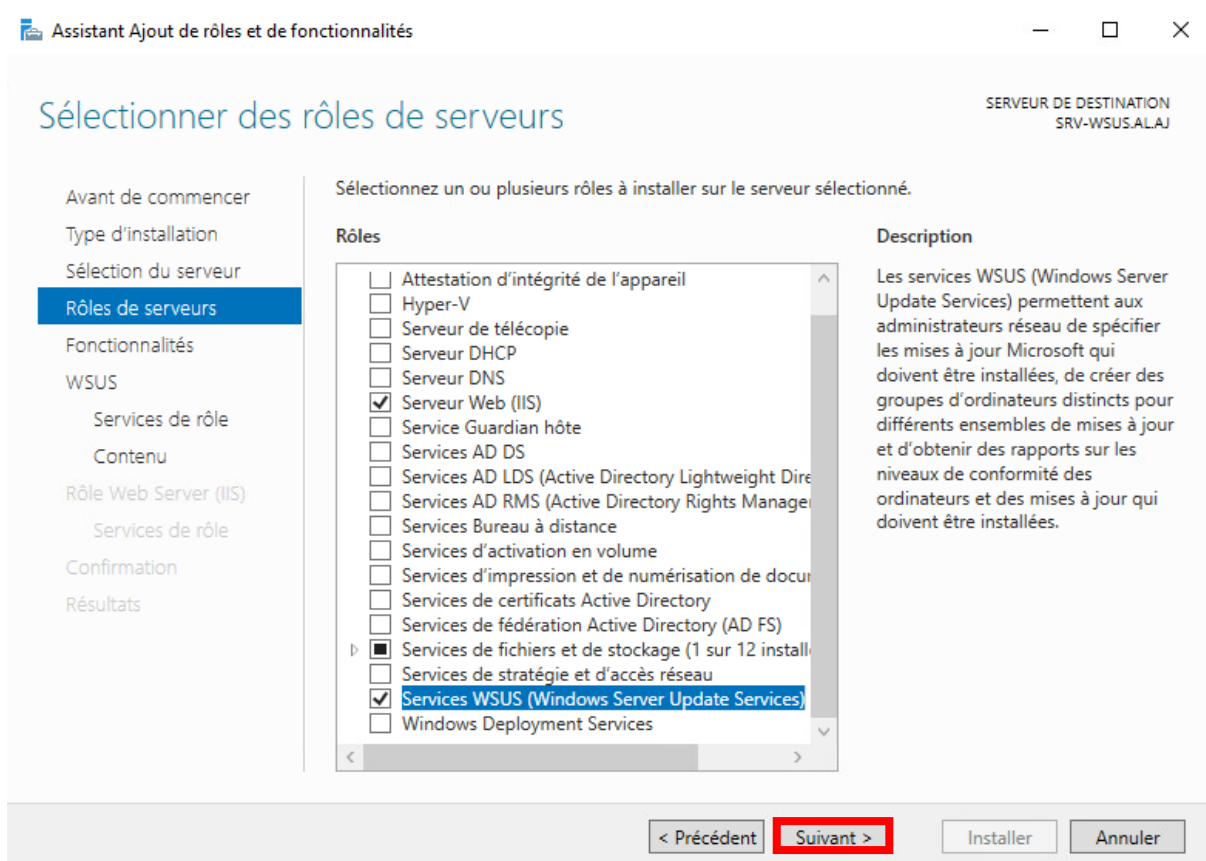 Assistant Ajout de rôles et de fonctionnalités
Sélectionner des rôles de serveurs
SERVEUR DE DESTINATION
SRV-WSUS.AL.AJ
Avant de commencer
Type d'installation
Sélection du serveur
Rôles de serveurs
Fonctionnalités
WSUS
Services de rôle
Contenu
Rôle Web Server (IIS)
Services de rôle
Confirmation
Résultats
Sélectionnez un ou plusieurs rôles à installer sur le serveur sélectionné.
Rôles
Attestation d’intégrité de l’appareil
Hyper-V
Serveur de télécopie
Serveur DHCP
Serveur DNS
Serveur Web (IIS)
Service Guardian hôte
Services AD DS
Services AD LDS (Active Directory Lightweight Dire
Services AD RMS (Active Directory Rights Manager
Services Bureau à distance
Services d’activation en volume
Services d’impression et de numérisation de docu
Services de certificats Active Directory
Services de fédération Active Directory (AD FS)
Services de fichiers et de stockage (1 sur 12 install
Services de stratégie et d’accès réseau
Services WSUS (Windows Server Update Services)
Windows Deployment Services
Description
Les services WSUS (Windows Server
Update Services) permettent aux
administrateurs réseau de spécifier
les mises à jour Microsoft qui
doivent être installées, de créer des
groupes d’ordinateurs distincts pour
différents ensembles de mises à jour
et d’obtenir des rapports sur les
niveaux de conformité des
ordinateurs et des mises à jour qui
doivent être installées.
< Précédent
Suivant >
Installer
Annuler